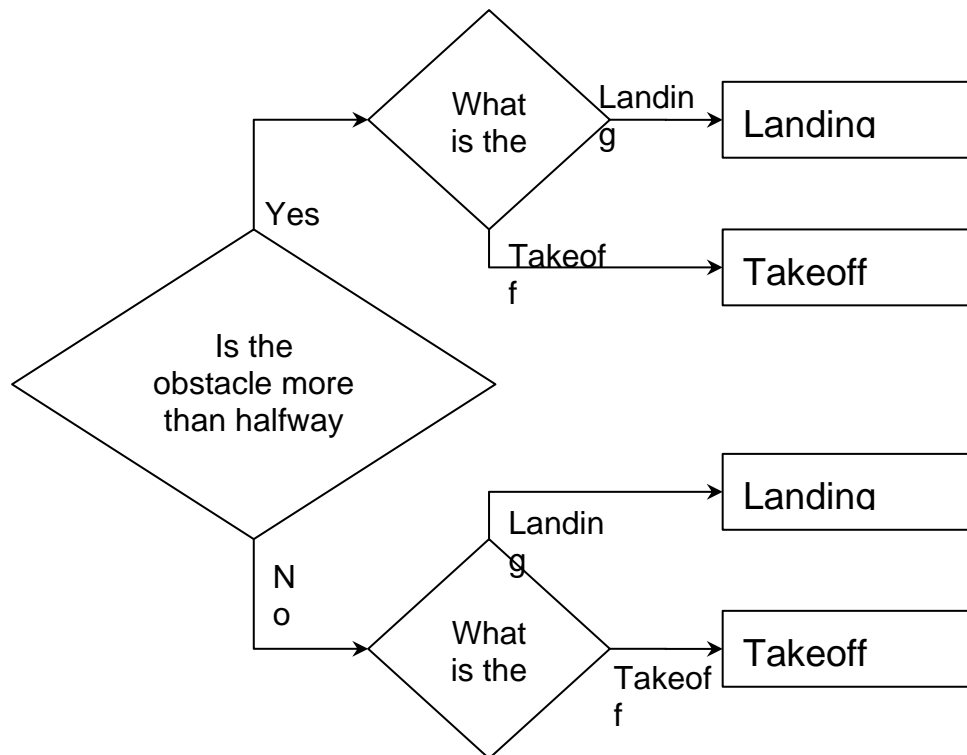 What
is the
Landin
g
Landing
Yes
Takeof
f
Takeoff
Is the
obstacle more
than halfway
Landing
Landin
g
N
o
What
is the
Takeoff
Takeof
f